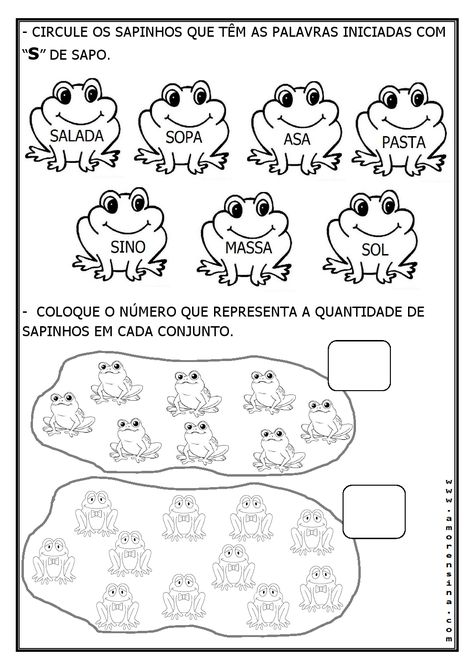 - CIRCULE OS SAPINHOS QUE TÊM AS PALAVRAS INICIADAS COM
"S" DE SAPO.
SALADA SOPA ASA PASTA
SINO MASSA SOL
- COLOQUE O NÚMERO QUE REPRESENTA A QUANTIDADE DE
SAPINHOS EM CADA CONJUNTO.
www.amorensina.com